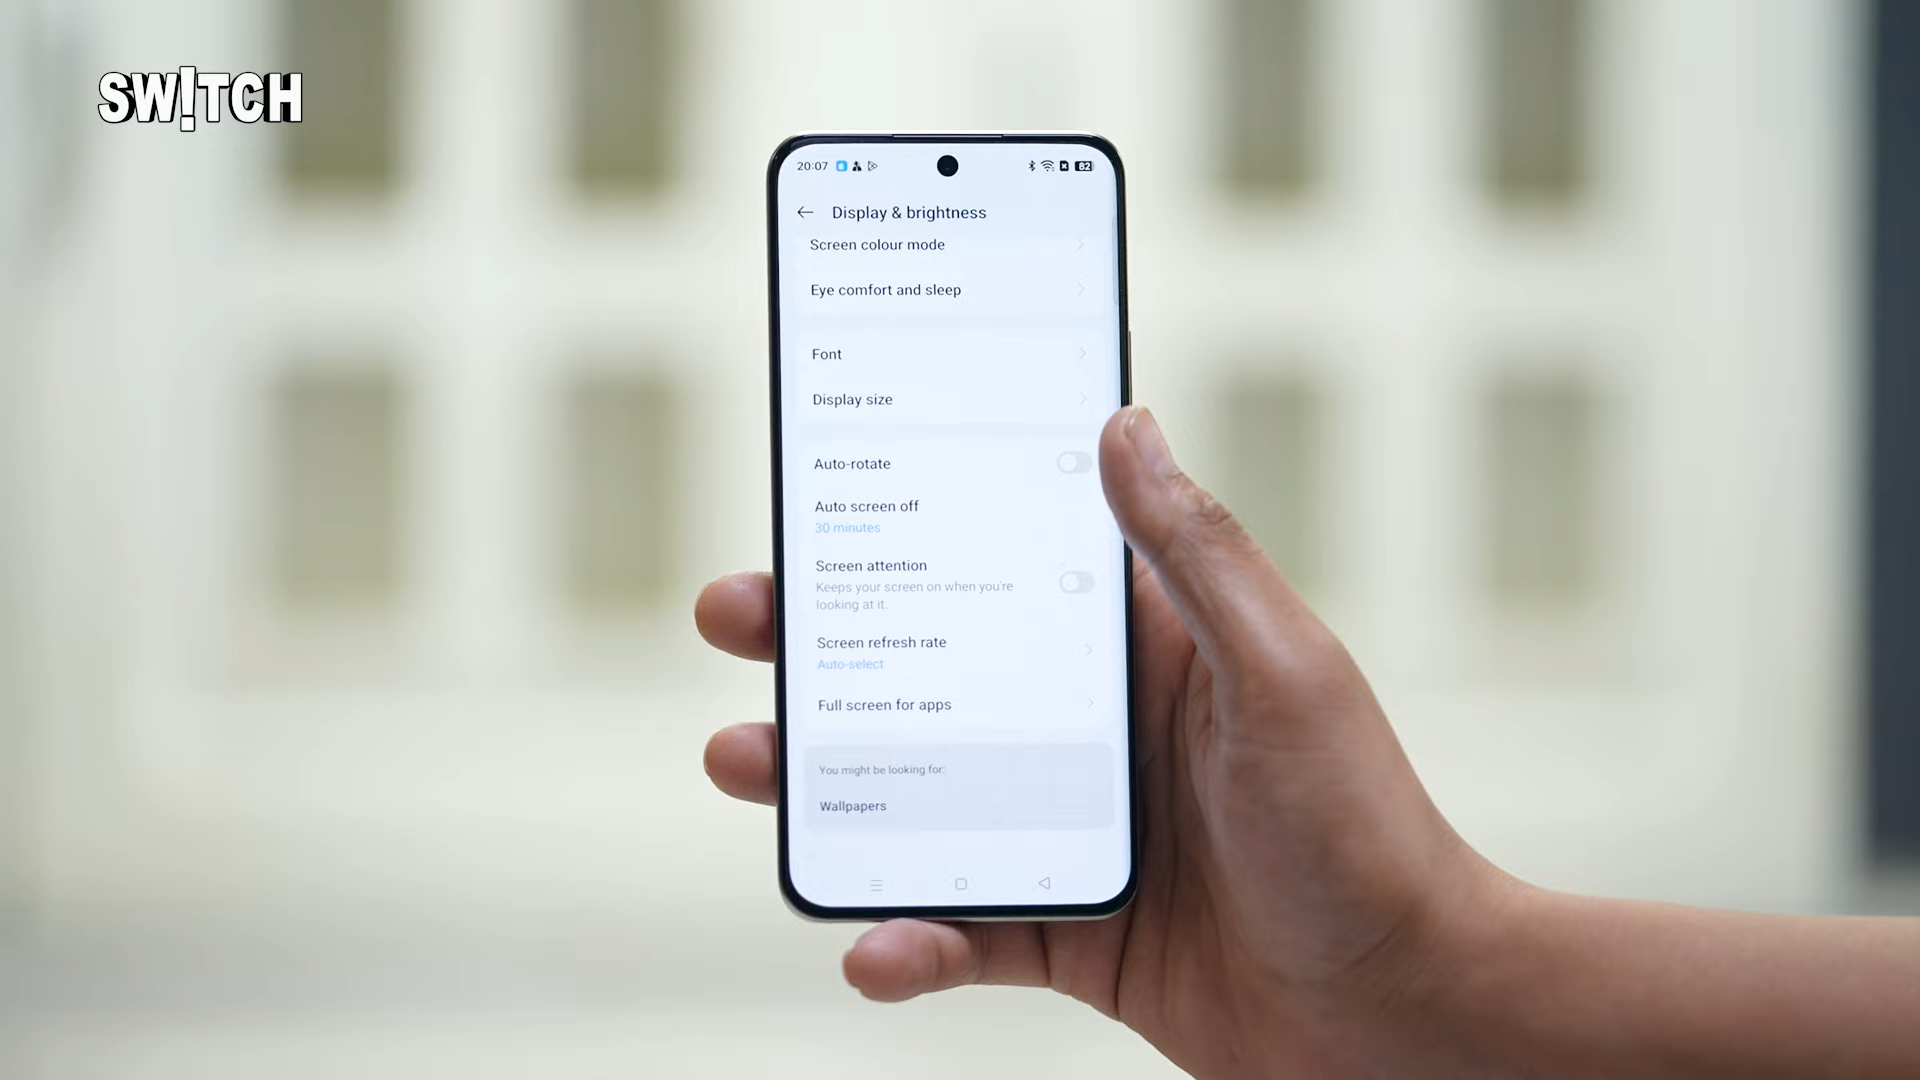 SW!TCH
20:07
82
Display & brightness
Screen colour mode
Eye comfort and sleep
Font
Display size
Auto-rotate
Auto screen off
30 minutes
Screen attention
Keeps your screen on when you're
looking at it.
Screen refresh rate
Auto-select
Full screen for apps
You might be looking for:
Wallpapers